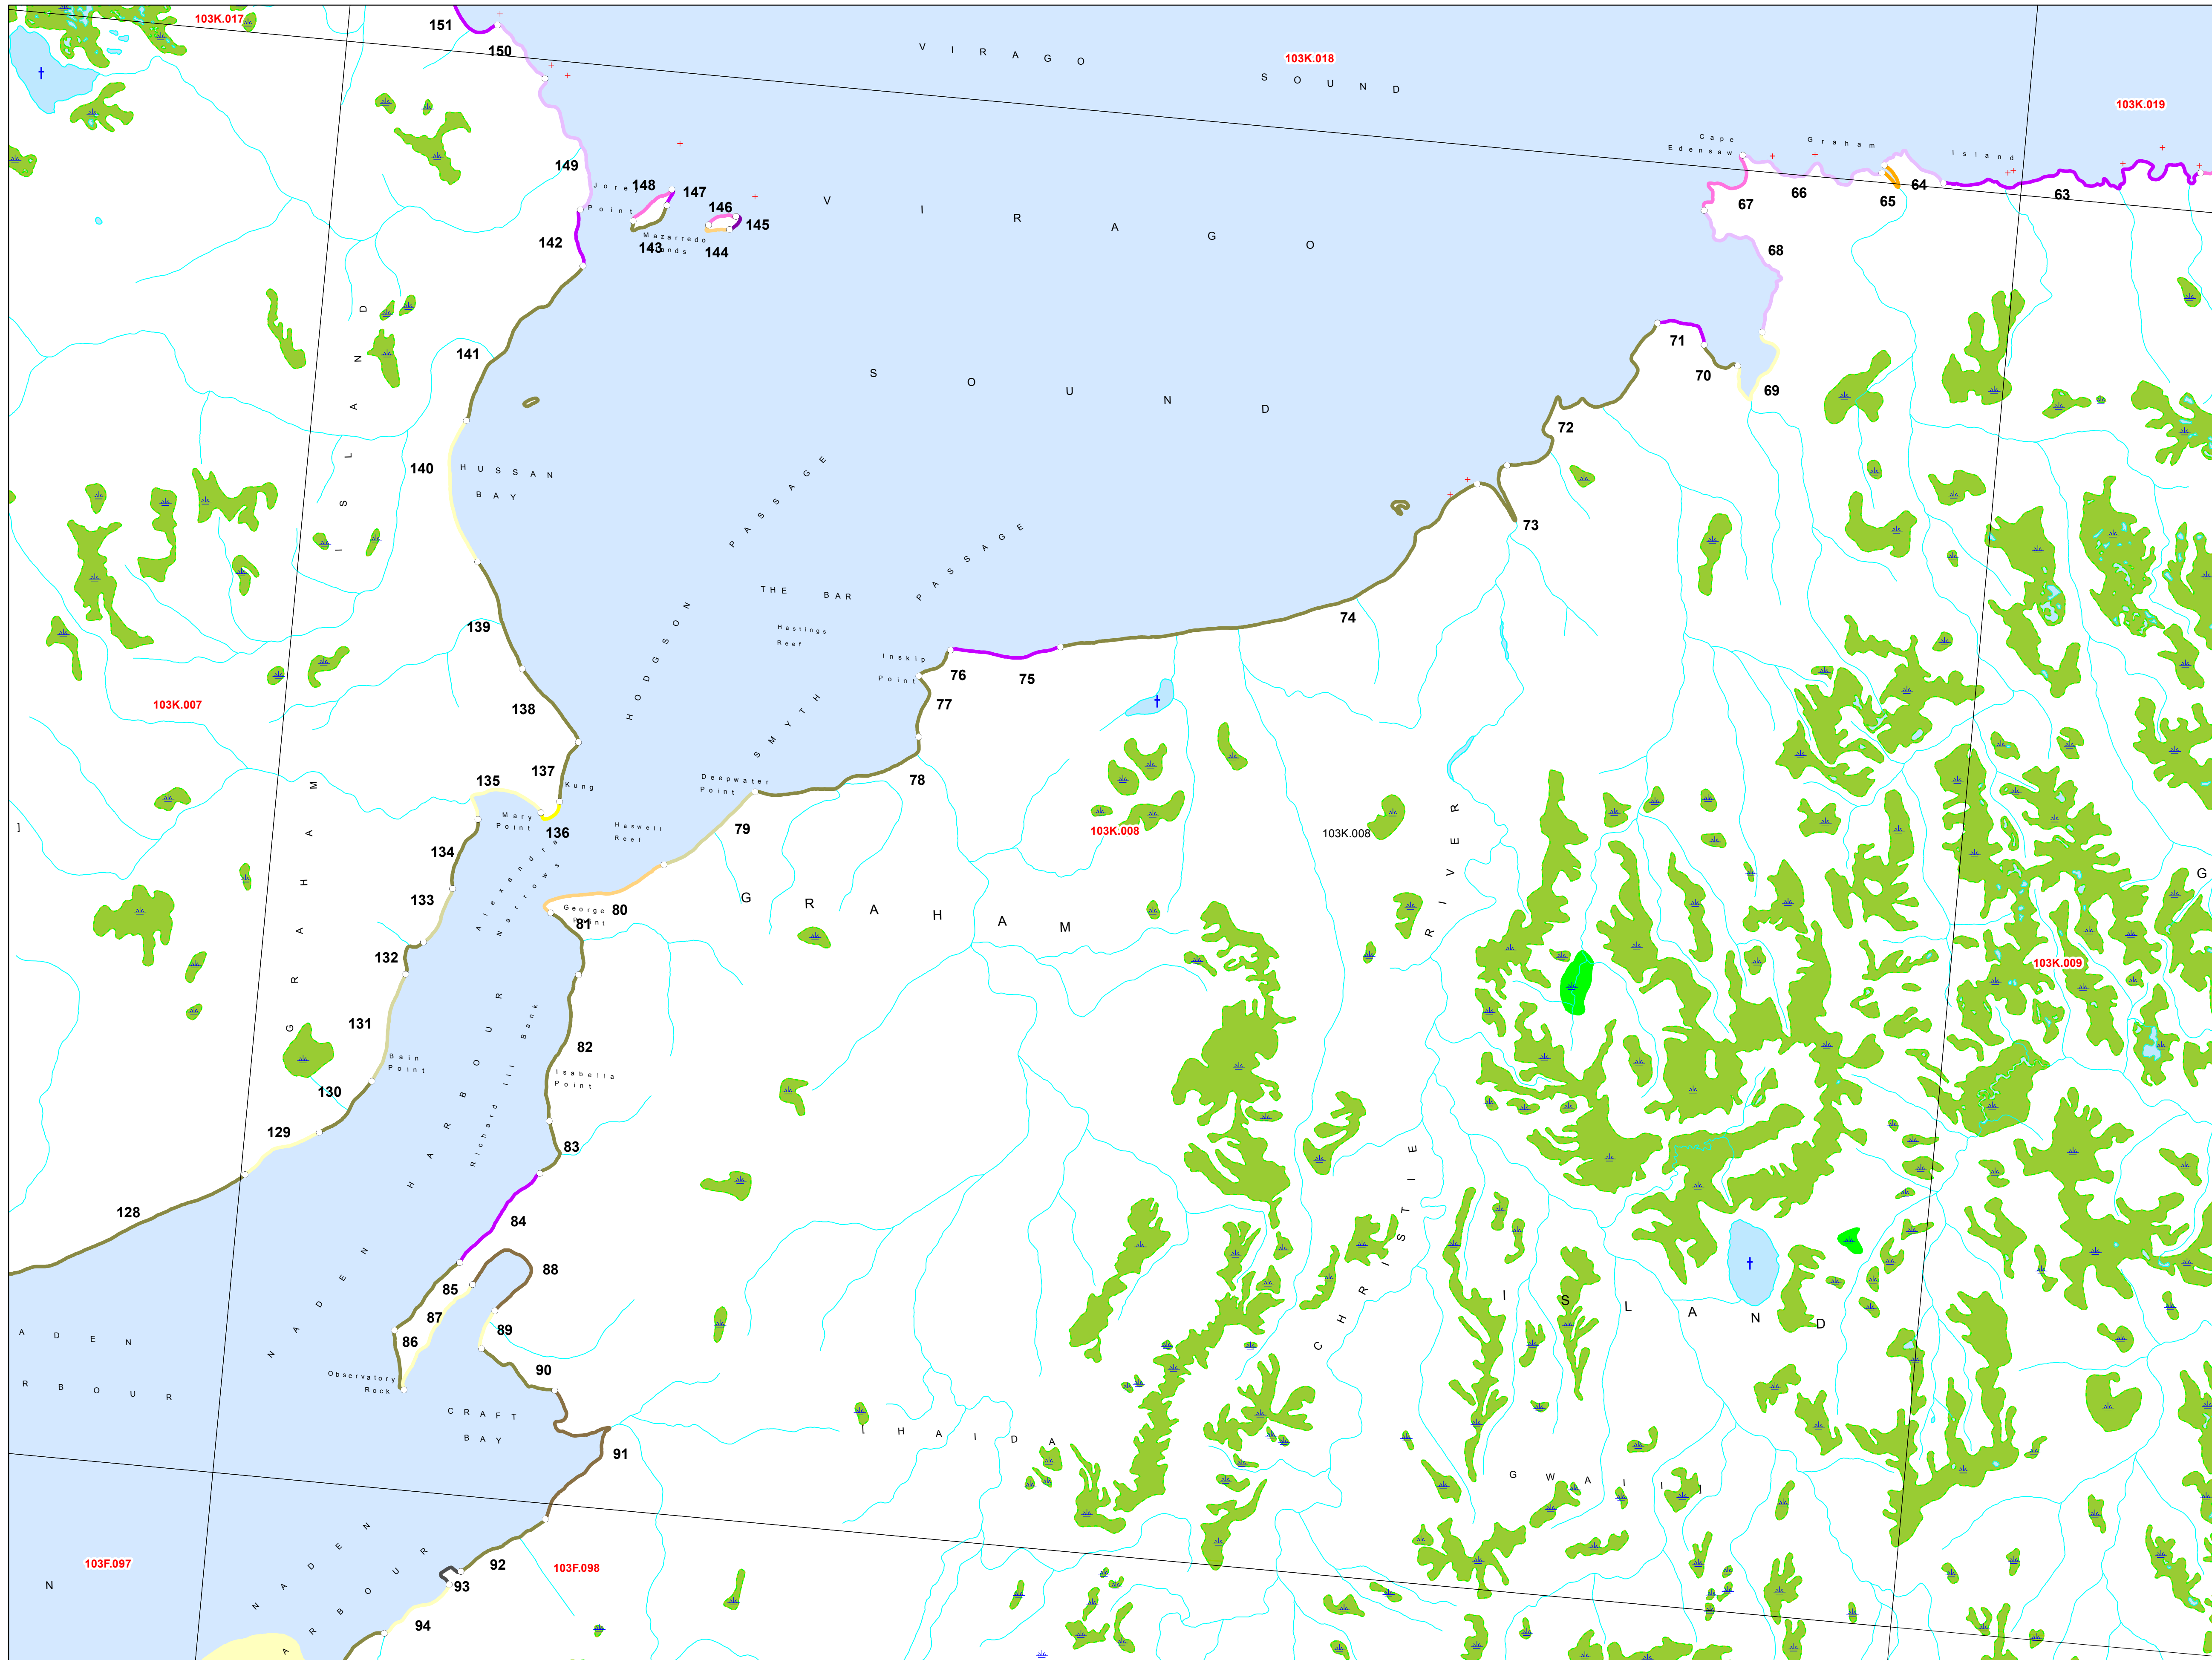 103K.017
151
150
VIRAGO
SOUND
103K.018
103K.019
Cape
Edensaw
Graham
Island
149
148
147
146
145
Point
143
Mazarredo
144
142
VIRAGO
SOUND
67
66
65
64
63
68
71
70
69
72
73
141
140
HUSSAN
BAY
ISLAND
139
138
137
HODGSON PASSAGE
SMYTH PASSAGE
THE BAR
Hastings
Reef
Inskip
Point
76
75
74
77
78
103K.007
Deepwater
Point
Kung
135
Mary
Point
136
Haswell
Reef
79
Alexandra
Narrows
134
133
132
131
130
129
128
George
80
81
82
Isabella
Point
83
84
Bain
Point
Richard III Bank
NADEN HARBOUR
GRAHAM
]
103K.008
103K.008
GRAHAM
ISLAND
CHRISTIE RIVER
103K.009
G
85
88
87
86
89
90
Observatory
Rock
CRAFT
BAY
91
ADEN
RBOUR
[ HAIDA
GWAII ]
92
93
94
103F.097
103F.098
N
NADEN
ARBOUR